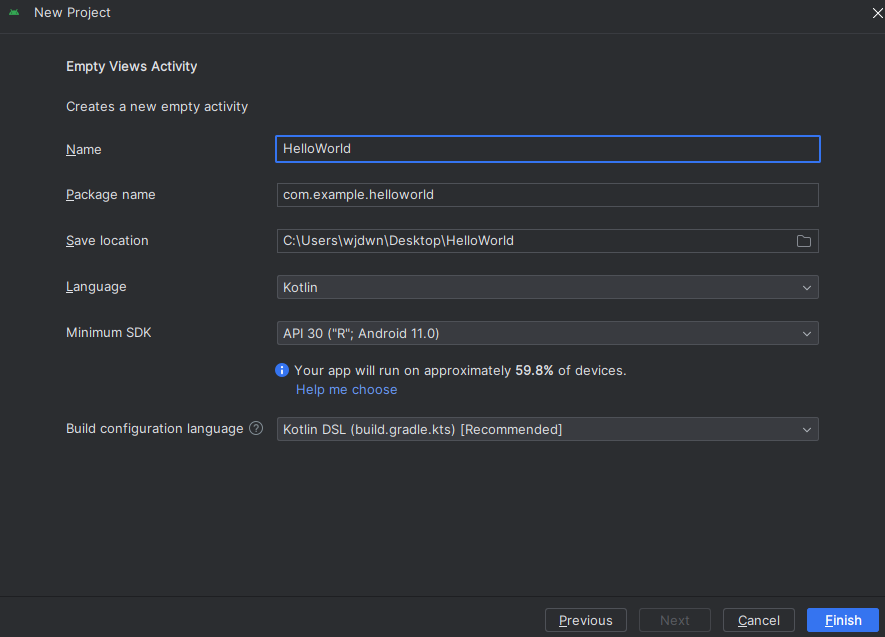 New Project
Empty Views Activity
Creates a new empty activity
Name HelloWorld
Package name com.example.helloworld
Save location C:\Users\wjdwn\Desktop\HelloWorld
Language Kotlin
Minimum SDK API 30 ("R"; Android 11.0)
Your app will run on approximately 59.8% of devices.
Help me choose
Build configuration language ? Kotlin DSL (build.gradle.kts) [Recommended]
Previous Next Cancel Finish